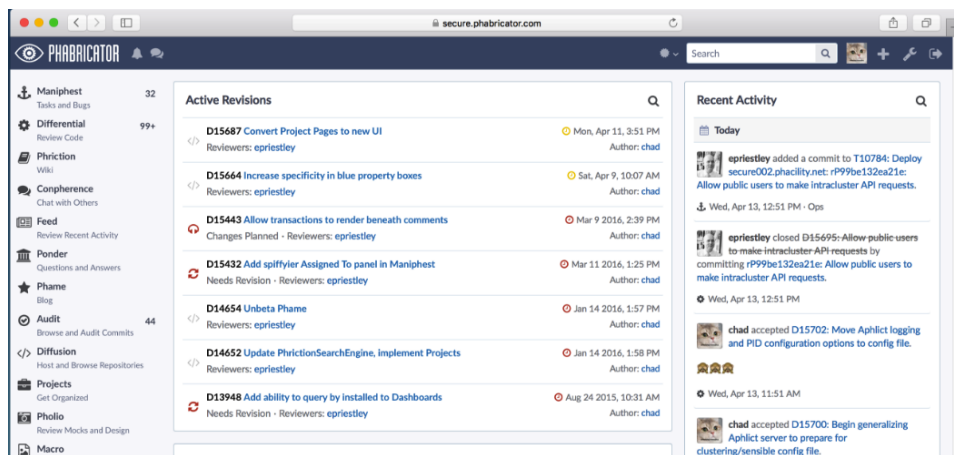 secure.phabricator.com
PHABRICATOR
Search
Maniphest 32
Tasks and Bugs
Differential 99+
Review Code
Phriction
Wiki
Conpherence
Chat with Others
Feed
Review Recent Activity
Ponder
Questions and Answers
Phame
Blog
Audit 44
Browse and Audit Commits
Diffusion
Host and Browse Repositories
Projects
Get Organized
Pholio
Review Mocks and Design
Macro
Active Revisions
D15687 Convert Project Pages to new UI Mon, Apr 11, 3:51 PM
Reviewers: epriestley Author: chad
D15664 Increase specificity in blue property boxes Sat, Apr 9, 10:07 AM
Reviewers: epriestley Author: chad
D15443 Allow transactions to render beneath comments Mar 9 2016, 2:39 PM
Changes Planned - Reviewers: epriestley Author: chad
D15432 Add spiffyier Assigned To panel in Maniphest Mar 11 2016, 1:25 PM
Needs Revision · Reviewers: epriestley Author: chad
D14654 Unbeta Phame Jan 14 2016, 1:57 PM
Reviewers: epriestley Author: chad
D14652 Update PhrictionSearchEngine, implement Projects Jan 14 2016, 1:58 PM
Reviewers: epriestley Author: chad
D13948 Add ability to query by installed to Dashboards Aug 24 2015, 10:31 AM
Needs Revision · Reviewers: epriestley Author: chad
Recent Activity
Today
epriestley added a commit to T10784: Deploy
secure002.phacility.net: rP99be132ea21e:
Allow public users to make intracluster API requests.
Wed, Apr 13, 12:51 PM · Ops
epriestley closed D15695: Allow public users
to make intracluster API requests by
committing rP99be132ea21e: Allow public users to
make intracluster API requests.
Wed, Apr 13, 12:51 PM
chad accepted D15702: Move Aphlict logging
and PID configuration options to config file.
Wed, Apr 13, 11:51 AM
chad accepted D15700: Begin generalizing
Aphlict server to prepare for
clustering/sensible config file.